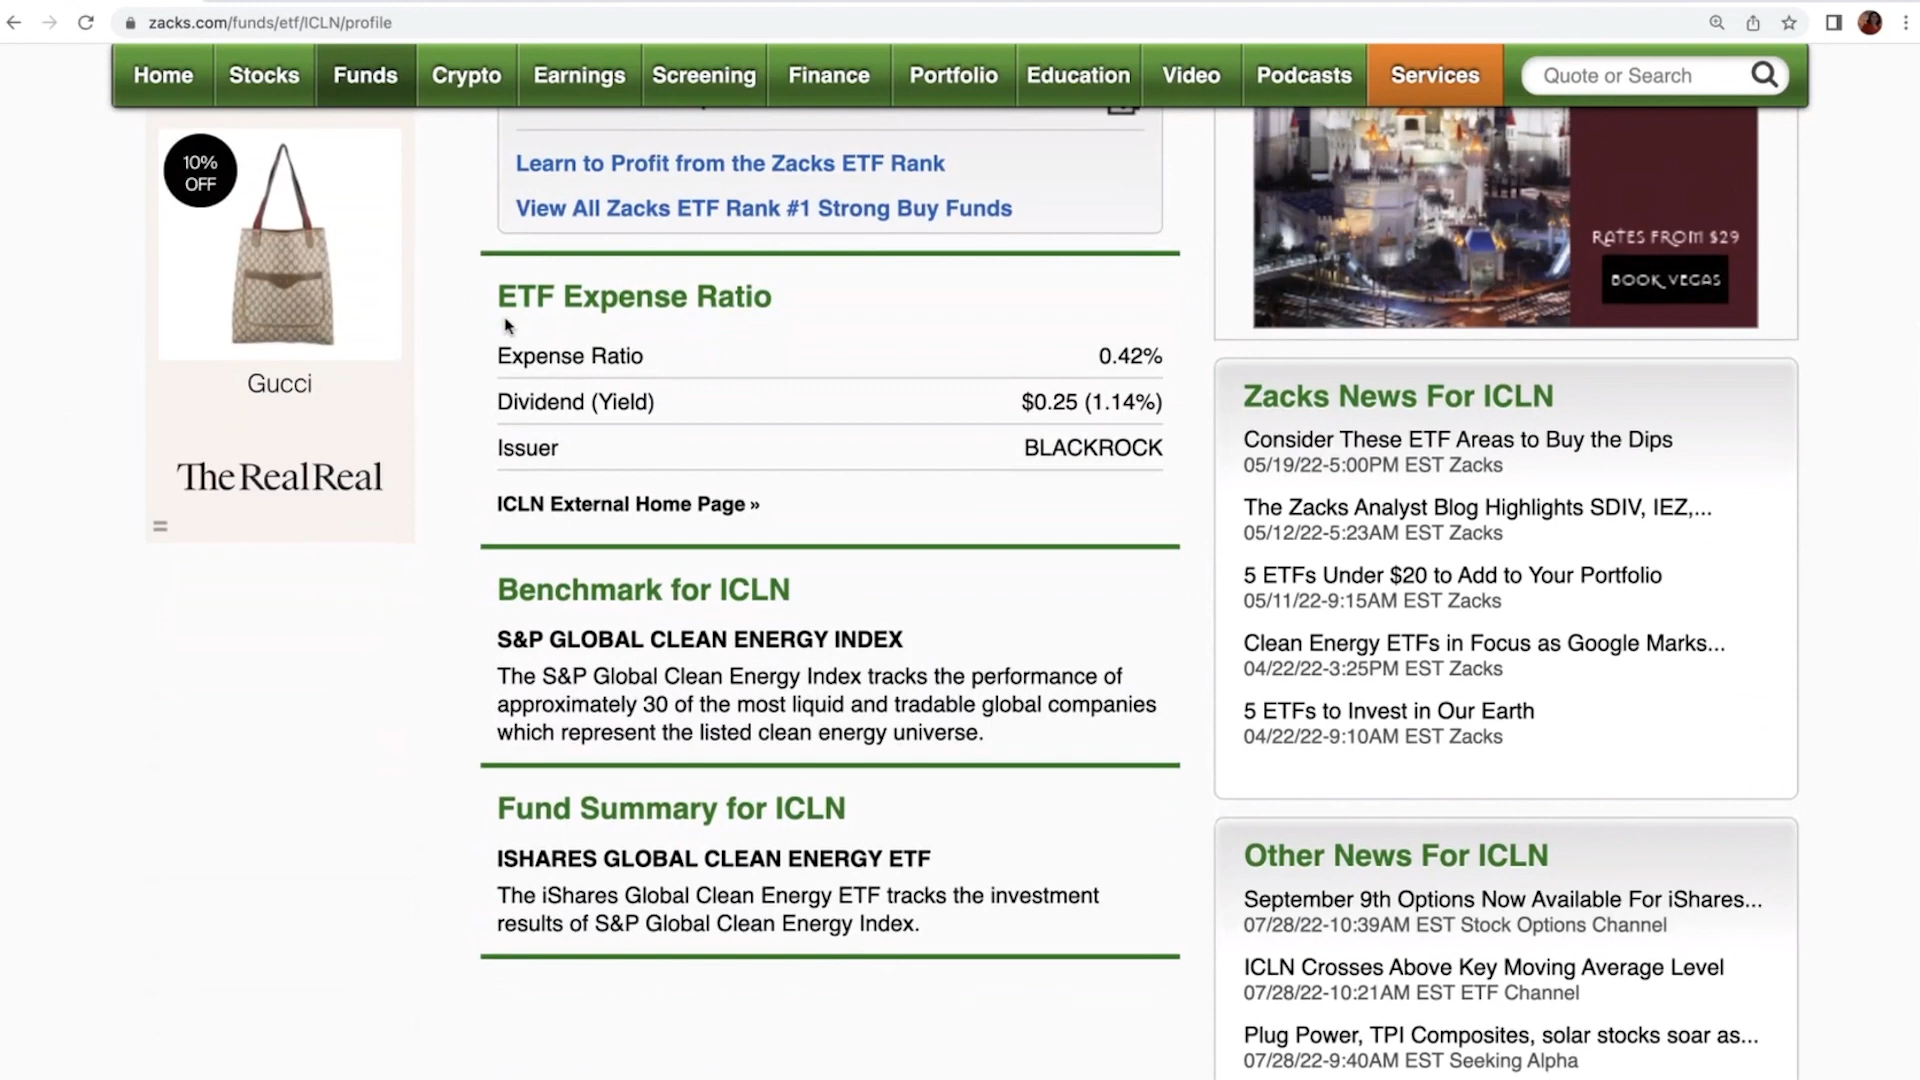 zacks.com/funds/etf/ICLN/profile
Home Stocks Funds Crypto Earnings Screening Finance Portfolio Education Video Podcasts Services Quote or Search
10%
OFF
Gucci
TheRealReal
Learn to Profit from the Zacks ETF Rank
View All Zacks ETF Rank #1 Strong Buy Funds
ETF Expense Ratio
Expense Ratio 0.42%
Dividend (Yield) $0.25 (1.14%)
Issuer BLACKROCK
ICLN External Home Page »
Benchmark for ICLN
S&P GLOBAL CLEAN ENERGY INDEX
The S&P Global Clean Energy Index tracks the performance of
approximately 30 of the most liquid and tradable global companies
which represent the listed clean energy universe.
Fund Summary for ICLN
ISHARES GLOBAL CLEAN ENERGY ETF
The iShares Global Clean Energy ETF tracks the investment
results of S&P Global Clean Energy Index.
RATES FROM $29
BOOK VEGAS
Zacks News For ICLN
Consider These ETF Areas to Buy the Dips
05/19/22-5:00PM EST Zacks
The Zacks Analyst Blog Highlights SDIV, IEZ,...
05/12/22-5:23AM EST Zacks
5 ETFs Under $20 to Add to Your Portfolio
05/11/22-9:15AM EST Zacks
Clean Energy ETFs in Focus as Google Marks...
04/22/22-3:25PM EST Zacks
5 ETFs to Invest in Our Earth
04/22/22-9:10AM EST Zacks
Other News For ICLN
September 9th Options Now Available For iShares...
07/28/22-10:39AM EST Stock Options Channel
ICLN Crosses Above Key Moving Average Level
07/28/22-10:21AM EST ETF Channel
Plug Power, TPI Composites, solar stocks soar as...
07/28/22-9:40AM EST Seeking Alpha